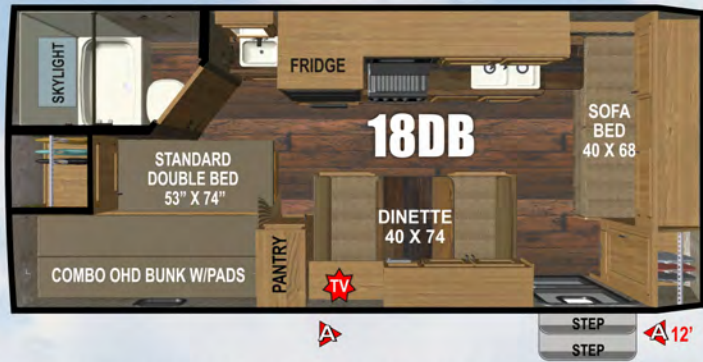 SKYLIGHT
FRIDGE
18DB
SOFA
BED
40 X 68
STANDARD
DOUBLE BED
53" X 74"
DINETTE
40 X 74
COMBO OHD BUNK W/PADS
PANTRY
TV
A
A 12'
STEP
STEP